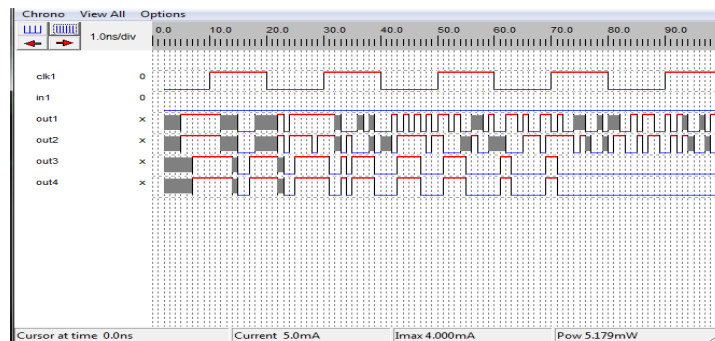 Chrono View All Options
1.0ns/div
0.0 10.0 20.0 30.0 40.0 50.0 60.0 70.0 80.0 90.0
clk1 0
in1 0
out1 x
out2 x
out3 x
out4 x
Cursor at time 0.0ns Current 5.0mA Imax 4.000mA Pow 5.179mW